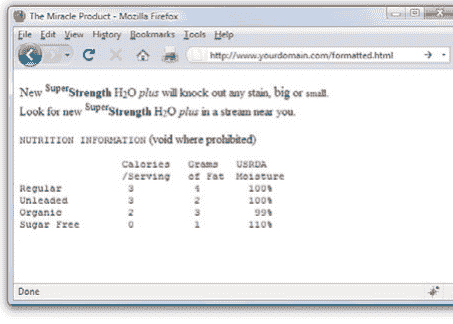 The Miracle Product - Mozilla Firefox
File Edit View History Bookmarks Tools Help
http://www.yourdomain.com/formatted.html
New SuperStrength H2O plus will knock out any stain, big or small.
Look for new SuperStrength H2O plus in a stream near you.
NUTRITION INFORMATION (void where prohibited)
Calories Grams USRDA
/Serving of Fat Moisture
Regular 3 4 100%
Unleaded 3 2 100%
Organic 2 3 99%
Sugar Free 0 1 110%
Done